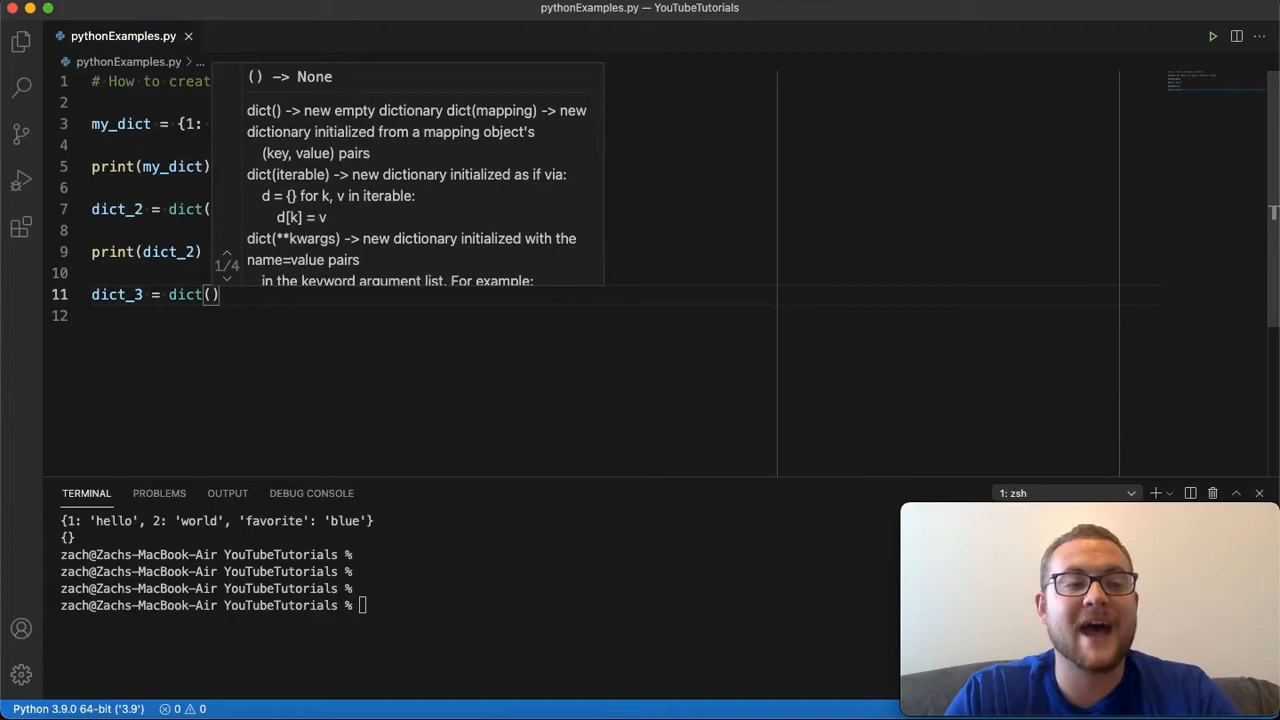 pythonExamples.py — YouTubeTutorials
pythonExamples.py
pythonExamples.py > ...
1 # How to creat
2
3 my_dict = {1:
4
5 print(my_dict)
6
7 dict_2 = dict(
8
9 print(dict_2)
10
11 dict_3 = dict()
12
() -> None
dict() -> new empty dictionary dict(mapping) -> new
dictionary initialized from a mapping object's
(key, value) pairs
dict(iterable) -> new dictionary initialized as if via:
d = {} for k, v in iterable:
d[k] = v
dict(**kwargs) -> new dictionary initialized with the
name=value pairs
in the keyword argument list. For example:
1/4
TERMINAL PROBLEMS OUTPUT DEBUG CONSOLE
1: zsh
{1: 'hello', 2: 'world', 'favorite': 'blue'}
{}
zach@Zachs-MacBook-Air YouTubeTutorials %
zach@Zachs-MacBook-Air YouTubeTutorials %
zach@Zachs-MacBook-Air YouTubeTutorials %
zach@Zachs-MacBook-Air YouTubeTutorials %
Python 3.9.0 64-bit ('3.9') 0 0